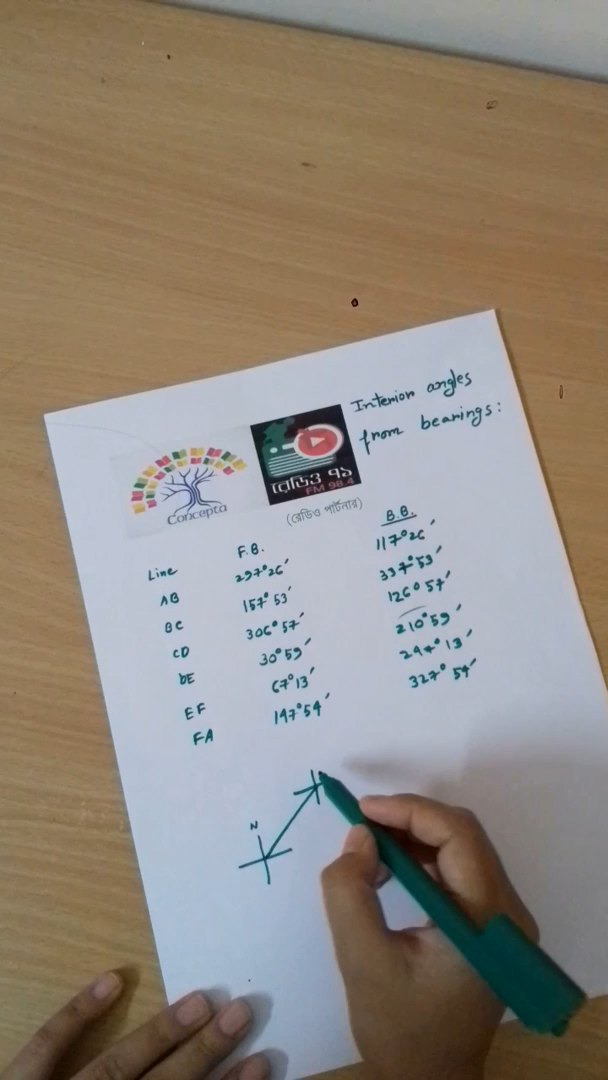 Interior angles
from bearings:
Concepta
রেডিও ৭১
FM 98.4
(রেডিও পার্টনার)
Line F.B. B.B.
AB 297°26′ 117°26′
BC 157°53′ 337°53′
CD 306°57′ 126°57′
DE 30°59′ 210°59′
EF 67°13′ 247°13′
FA 147°54′ 327°54′
N